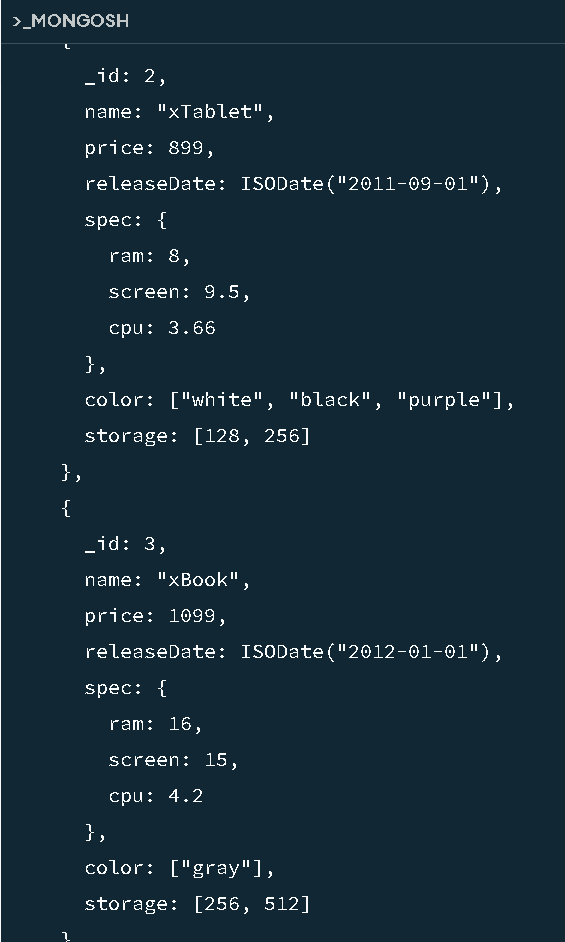 >_MONGOSH
{
_id: 2,
name: "xTablet",
price: 899,
releaseDate: ISODate("2011-09-01"),
spec: {
ram: 8,
screen: 9.5,
cpu: 3.66
},
color: ["white", "black", "purple"],
storage: [128, 256]
},
{
_id: 3,
name: "xBook",
price: 1099,
releaseDate: ISODate("2012-01-01"),
spec: {
ram: 16,
screen: 15,
cpu: 4.2
},
color: ["gray"],
storage: [256, 512]
}